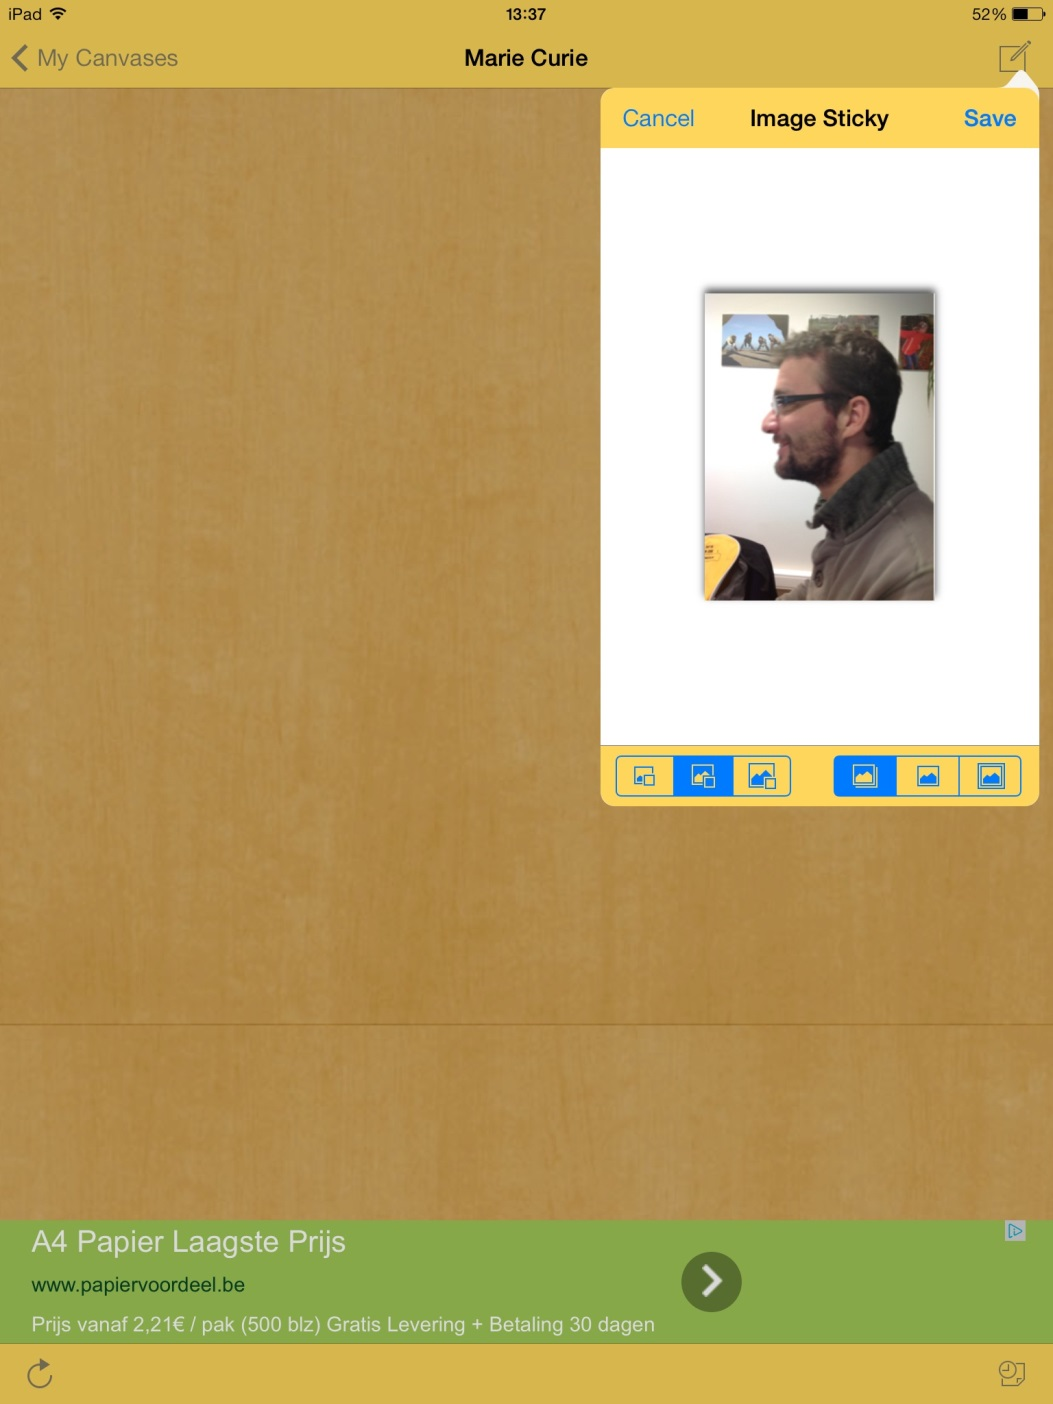 iPad 13:37 52%
My Canvases Marie Curie
Cancel Image Sticky Save
A4 Papier Laagste Prijs
www.papiervoordeel.be
Prijs vanaf 2,21€ / pak (500 blz) Gratis Levering + Betaling 30 dagen